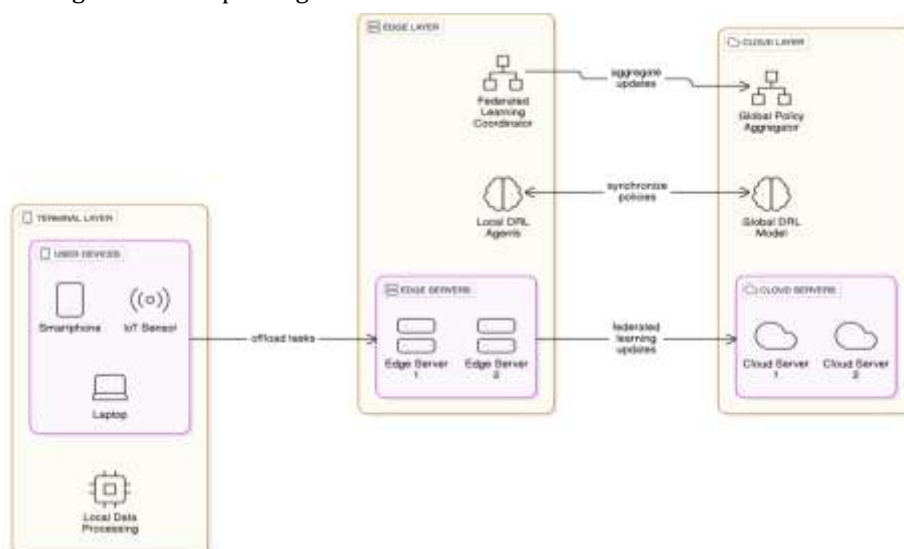 EDGE LAYER
Federated
Learning
Coordinator
aggregate
updates
CLOUD LAYER
Global Policy
Aggregator
Local DRL
Agents
synchronize
policies
Global DRL
Model
TERMINAL LAYER
USER DEVICES
Smartphone
IoT Sensor
Laptop
Local Data
Processing
offload tasks
EDGE SERVERS
Edge Server
1
Edge Server
2
federated
learning
updates
CLOUD SERVERS
Cloud Server
1
Cloud Server
2